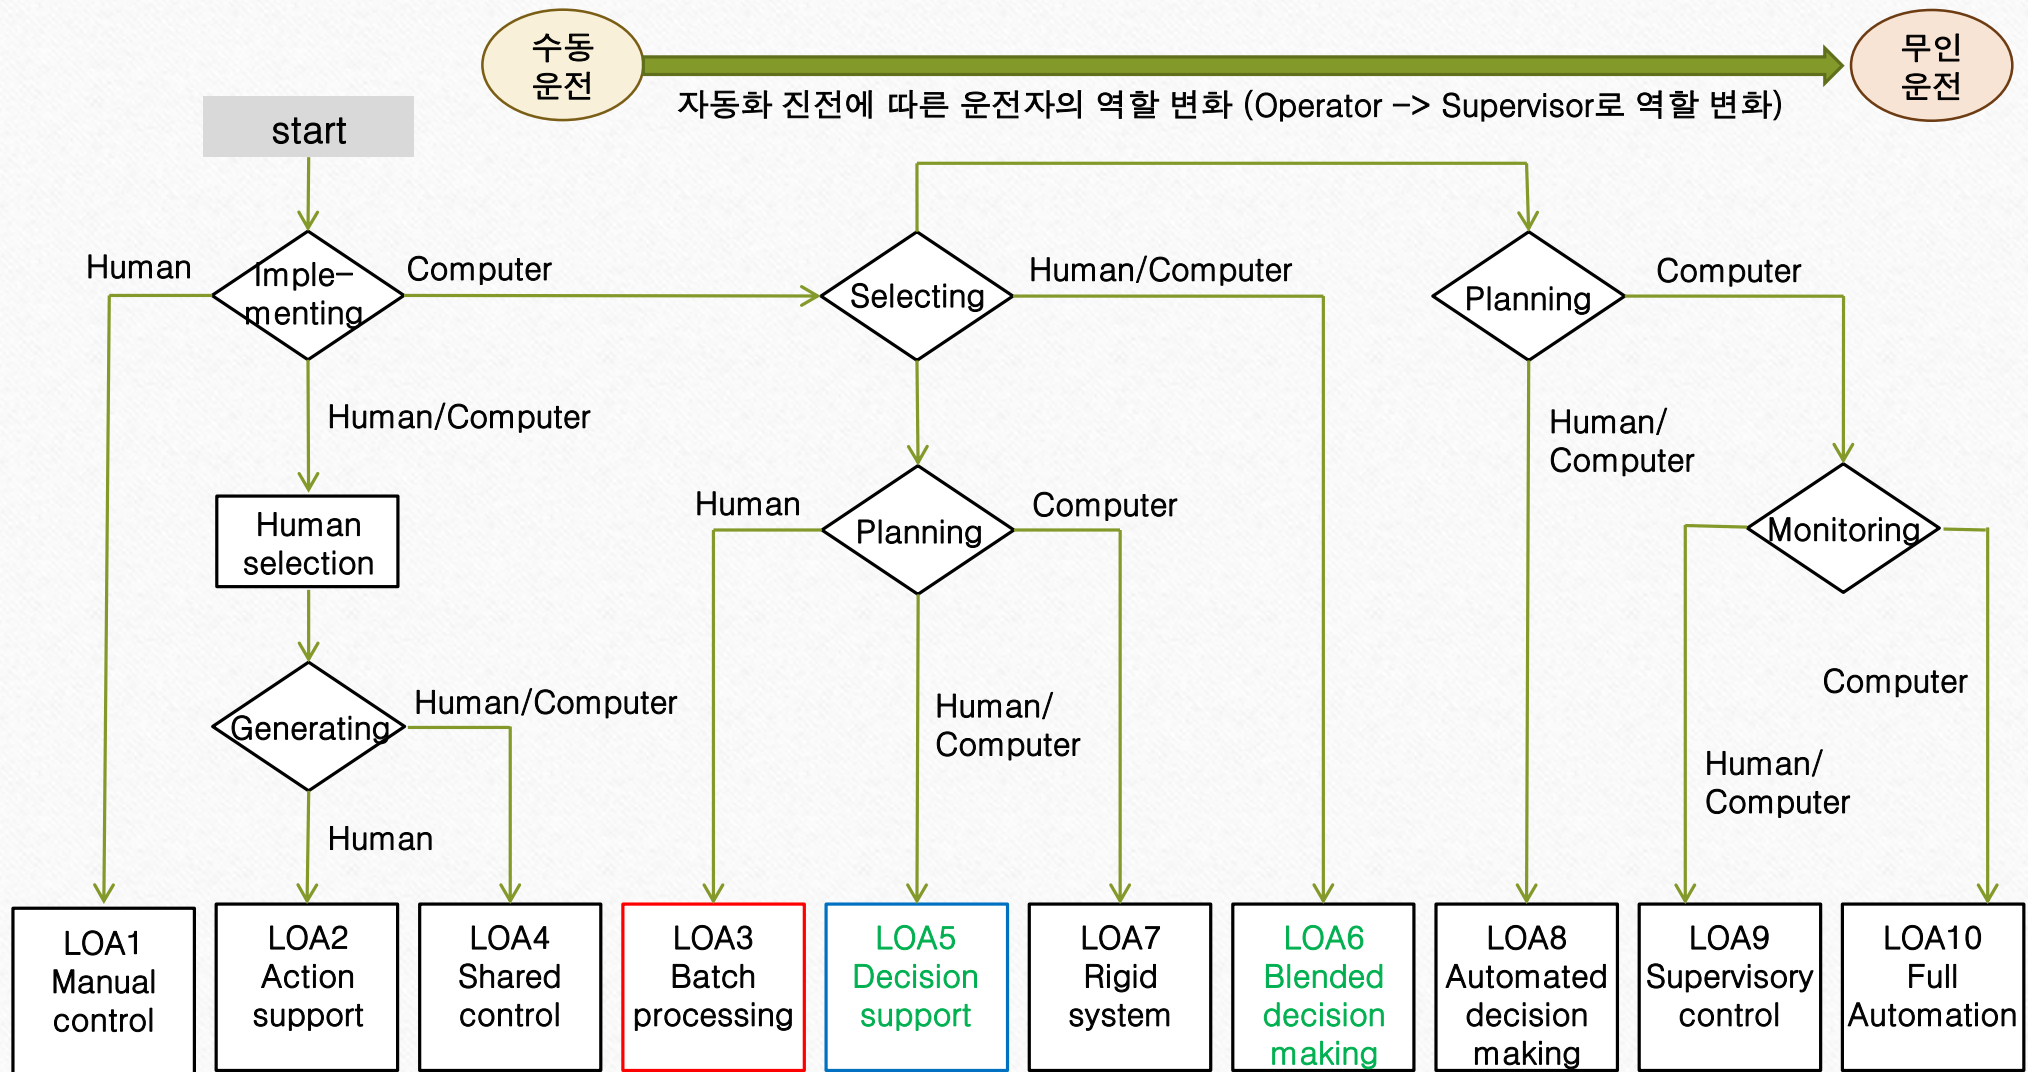 수동
운전
무인
운전
자동화 진전에 따른 운전자의 역할 변화 (Operator -> Supervisor로 역할 변화)
start
Human
Imple-
menting
Computer
Selecting
Human/Computer
Planning
Computer
Human/Computer
Human/
Computer
Human
selection
Human
Planning
Computer
Monitoring
Generating
Human/Computer
Human/
Computer
Computer
Human/
Computer
Human
LOA1
Manual
control
LOA2
Action
support
LOA4
Shared
control
LOA3
Batch
processing
LOA5
Decision
support
LOA7
Rigid
system
LOA6
Blended
decision
making
LOA8
Automated
decision
making
LOA9
Supervisory
control
LOA10
Full
Automation